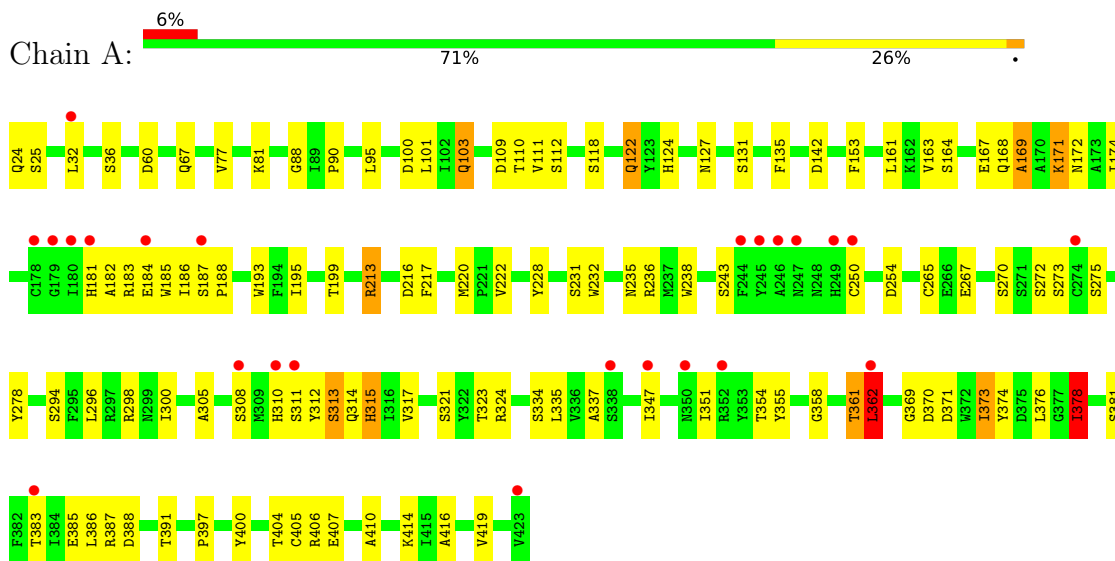 6%
Chain A:
71% 26% •
Q24 S25 L32 S36 D60 Q67 V77 K81 G88 I89 P90 L95 D100 L101 I102 Q103 D109 T110 V111 S112 S118 Q122 Y123 H124 N127 S131 F135 D142 F153 L161 K162 V163 S164 E167 Q168 A169 A170 K171 N172 A173
C178 G179 I180 H181 A182 R183 E184 W185 I186 S187 P188 W193 F194 I195 T199 R213 D216 F217 M220 P221 V222 Y228 S231 W232 N235 R236 M237 W238 S243 F244 Y245 A246 N247 N248 H249 C250 D254 C265 E266 E267 S270 S271 S272 S273 C274 S275
Y278 S294 F295 L296 R297 R298 N299 I300 A305 S308 M309 H310 S311 Y312 S313 Q314 H315 I316 V317 S321 Y322 T323 R324 S334 L335 V336 A337 S338 I347 N350 I351 R352 Y353 T354 Y355 G358 T361 L362 G369 D370 D371 W372 I373 Y374 D375 L376 G377 I378 S381
F382 T383 I384 E385 L386 R387 D388 T391 P397 Y400 T404 C405 R406 E407 A410 K414 I415 A416 V419 V423